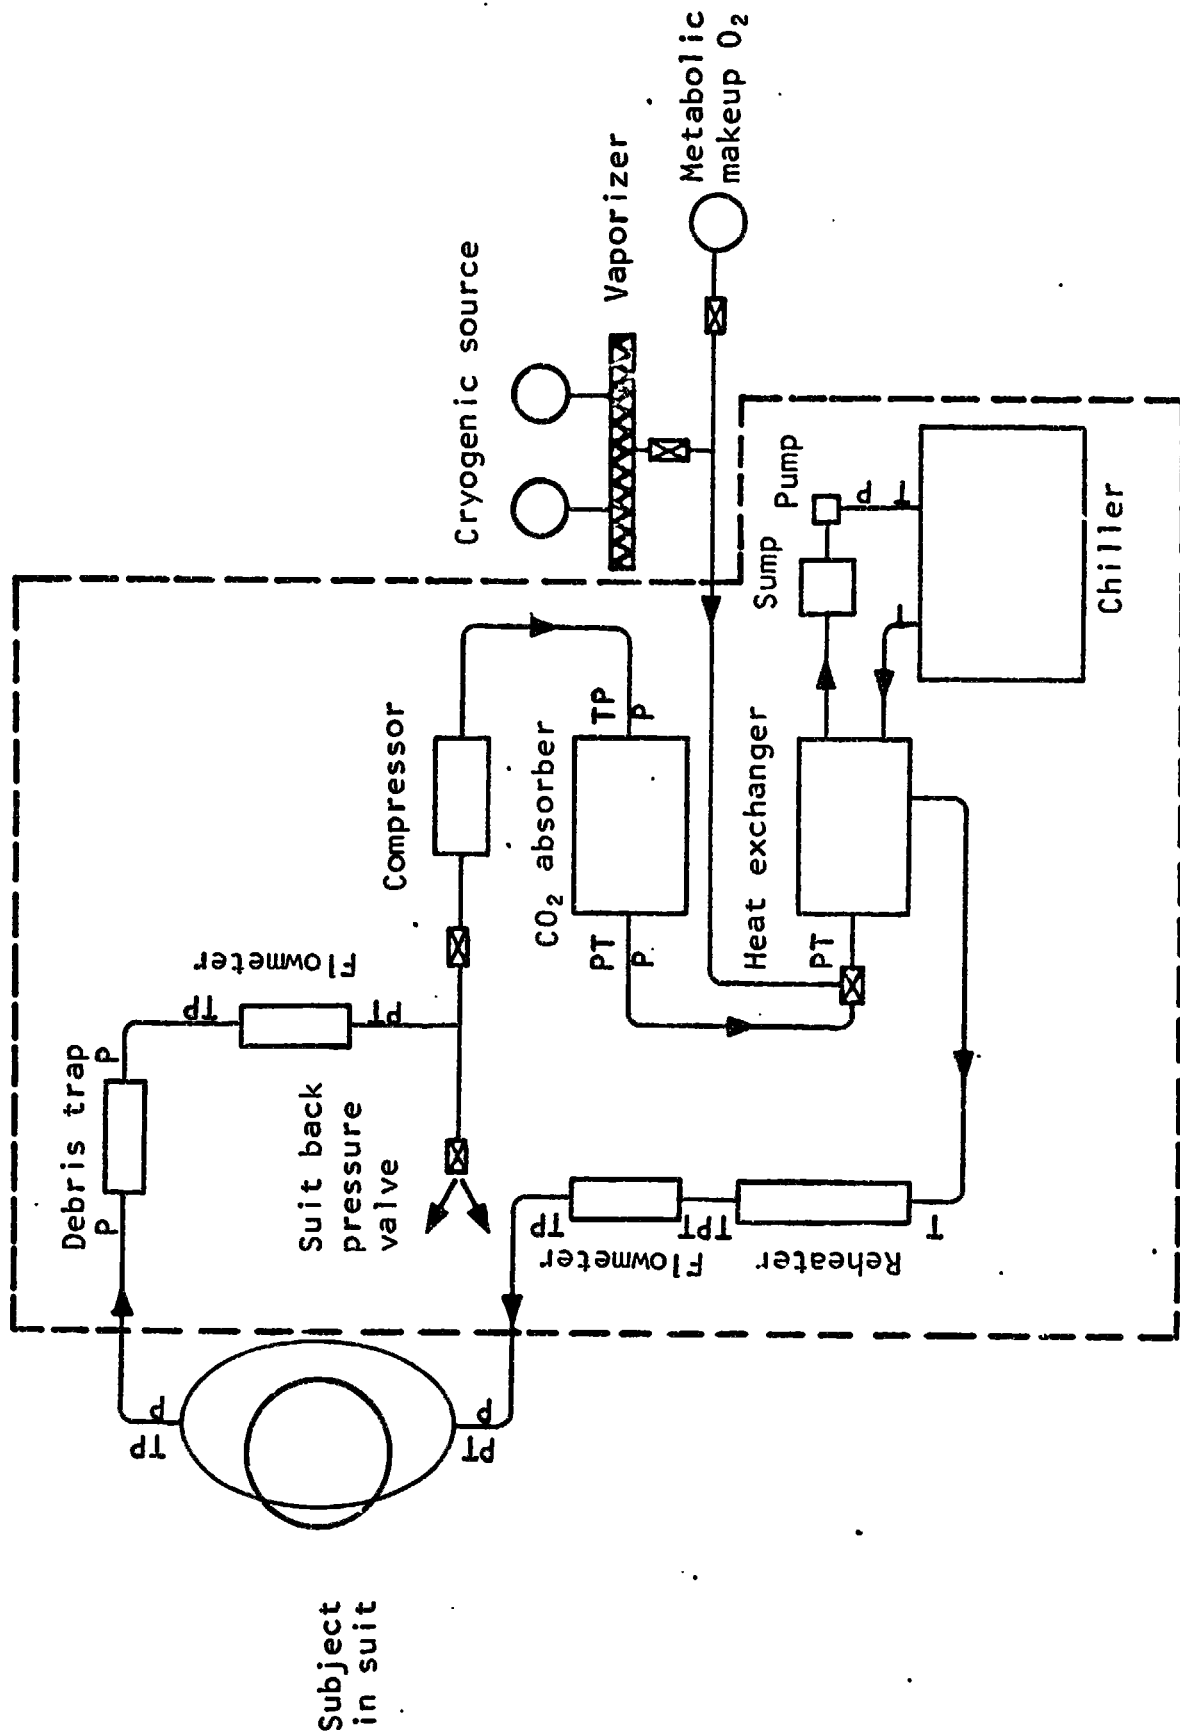 Subject
in suit
TP
P
PT
P
Debris trap
P
P
TP
Flowmeter
PT
Suit back
pressure
valve
Compressor
CO₂ absorber
TP
P
PT
P
Cryogenic source
Vaporizer
Metabolic
makeup O₂
Heat exchanger
PT
Sump
Pump
P
T
T
Chiller
T
Reheater
TPT
Flowmeter
TP